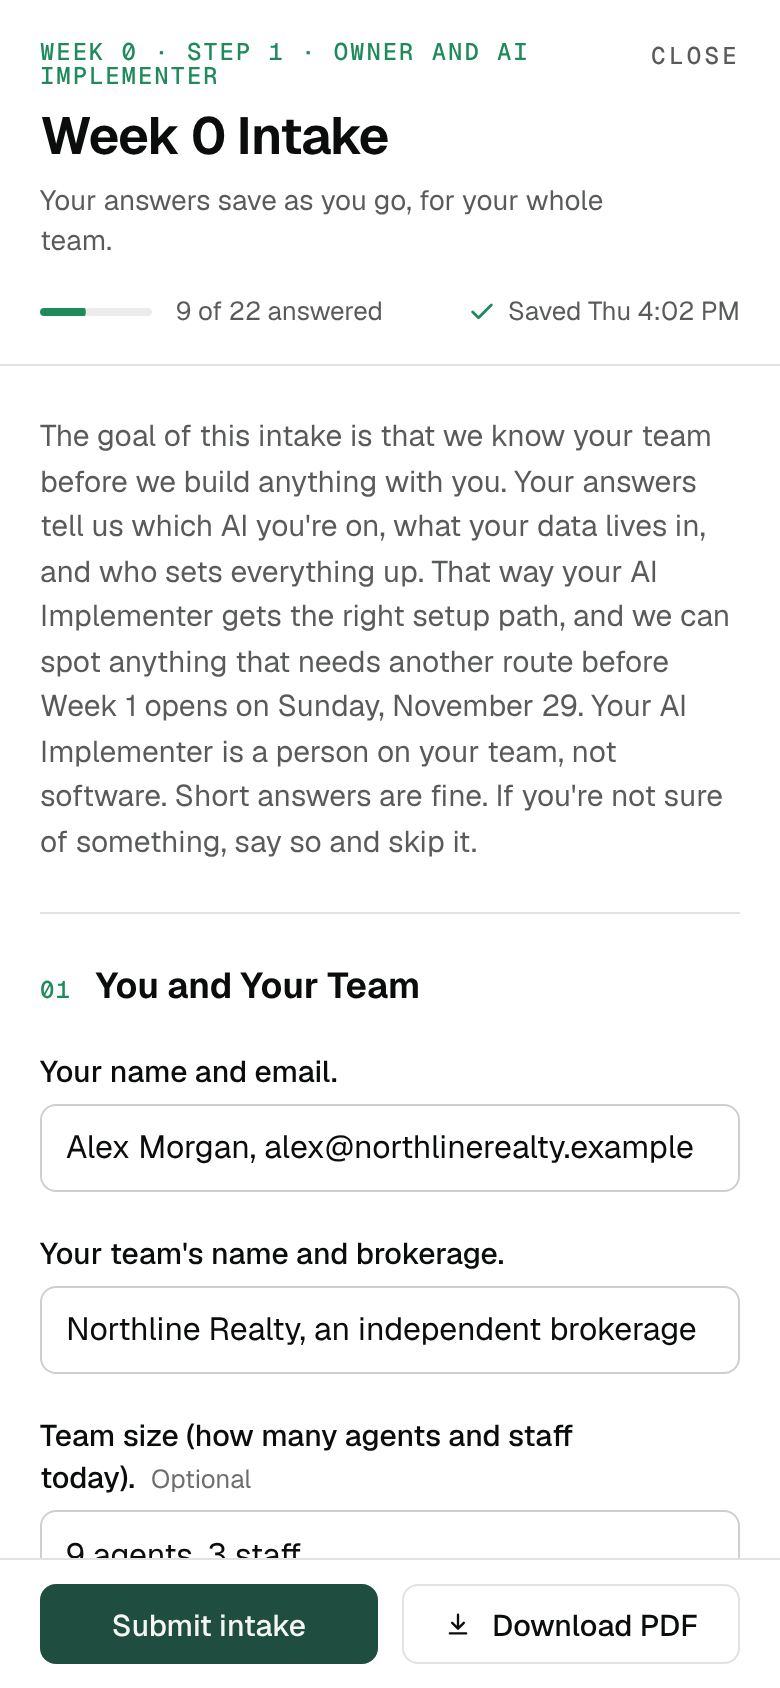 WEEK 0 · STEP 1 · OWNER AND AI
IMPLEMENTER
CLOSE
Week 0 Intake
Your answers save as you go, for your whole
team.
9 of 22 answered
Saved Thu 4:02 PM
The goal of this intake is that we know your team
before we build anything with you. Your answers
tell us which AI you're on, what your data lives in,
and who sets everything up. That way your AI
Implementer gets the right setup path, and we can
spot anything that needs another route before
Week 1 opens on Sunday, November 29. Your AI
Implementer is a person on your team, not
software. Short answers are fine. If you're not sure
of something, say so and skip it.
01 You and Your Team
Your name and email.
Alex Morgan, alex@northlinerealty.example
Your team's name and brokerage.
Northline Realty, an independent brokerage
Team size (how many agents and staff
today). Optional
9 agents, 3 staff
Submit intake
Download PDF